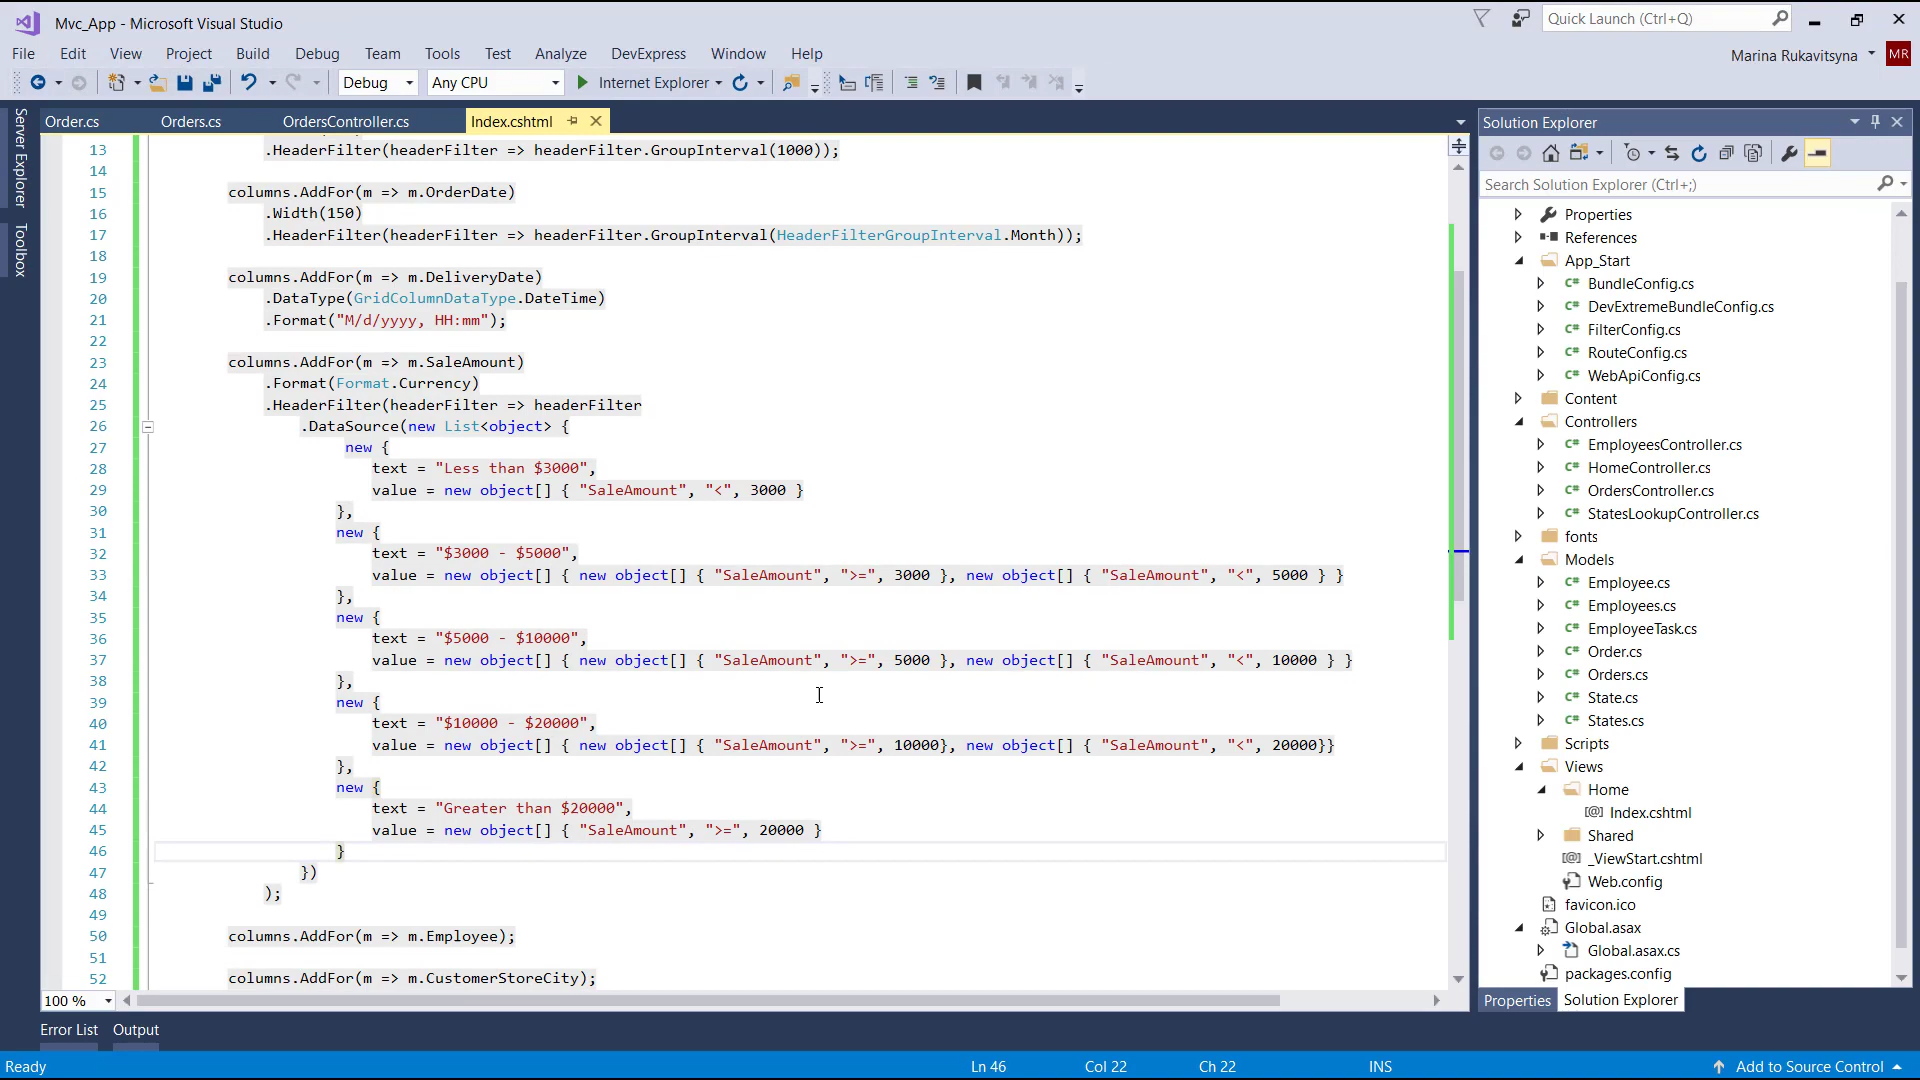 Mvc_App - Microsoft Visual Studio
Quick Launch (Ctrl+Q)
File Edit View Project Build Debug Team Tools Test Analyze DevExpress Window Help
Marina Rukavitsyna MR
Debug Any CPU Internet Explorer
Server Explorer
Toolbox
Order.cs Orders.cs OrdersController.cs Index.cshtml
13 .HeaderFilter(headerFilter => headerFilter.GroupInterval(1000));
14
15 columns.AddFor(m => m.OrderDate)
16 .Width(150)
17 .HeaderFilter(headerFilter => headerFilter.GroupInterval(HeaderFilterGroupInterval.Month));
18
19 columns.AddFor(m => m.DeliveryDate)
20 .DataType(GridColumnDataType.DateTime)
21 .Format("M/d/yyyy, HH:mm");
22
23 columns.AddFor(m => m.SaleAmount)
24 .Format(Format.Currency)
25 .HeaderFilter(headerFilter => headerFilter
26 .DataSource(new List<object> {
27 new {
28 text = "Less than $3000",
29 value = new object[] { "SaleAmount", "<", 3000 }
30 },
31 new {
32 text = "$3000 - $5000",
33 value = new object[] { new object[] { "SaleAmount", ">=", 3000 }, new object[] { "SaleAmount", "<", 5000 } }
34 },
35 new {
36 text = "$5000 - $10000",
37 value = new object[] { new object[] { "SaleAmount", ">=", 5000 }, new object[] { "SaleAmount", "<", 10000 } }
38 },
39 new {
40 text = "$10000 - $20000",
41 value = new object[] { new object[] { "SaleAmount", ">=", 10000}, new object[] { "SaleAmount", "<", 20000}}
42 },
43 new {
44 text = "Greater than $20000",
45 value = new object[] { "SaleAmount", ">=", 20000 }
46 }
47 })
48 );
49
50 columns.AddFor(m => m.Employee);
51
52 columns.AddFor(m => m.CustomerStoreCity);
100 %
Solution Explorer
Search Solution Explorer (Ctrl+;)
Properties
References
App_Start
C# BundleConfig.cs
C# DevExtremeBundleConfig.cs
C# FilterConfig.cs
C# RouteConfig.cs
C# WebApiConfig.cs
Content
Controllers
C# EmployeesController.cs
C# HomeController.cs
C# OrdersController.cs
C# StatesLookupController.cs
fonts
Models
C# Employee.cs
C# Employees.cs
C# EmployeeTask.cs
C# Order.cs
C# Orders.cs
C# State.cs
C# States.cs
Scripts
Views
Home
[@] Index.cshtml
Shared
[@] _ViewStart.cshtml
Web.config
favicon.ico
Global.asax
Global.asax.cs
packages.config
Properties Solution Explorer
Error List Output
Ready Ln 46 Col 22 Ch 22 INS Add to Source Control